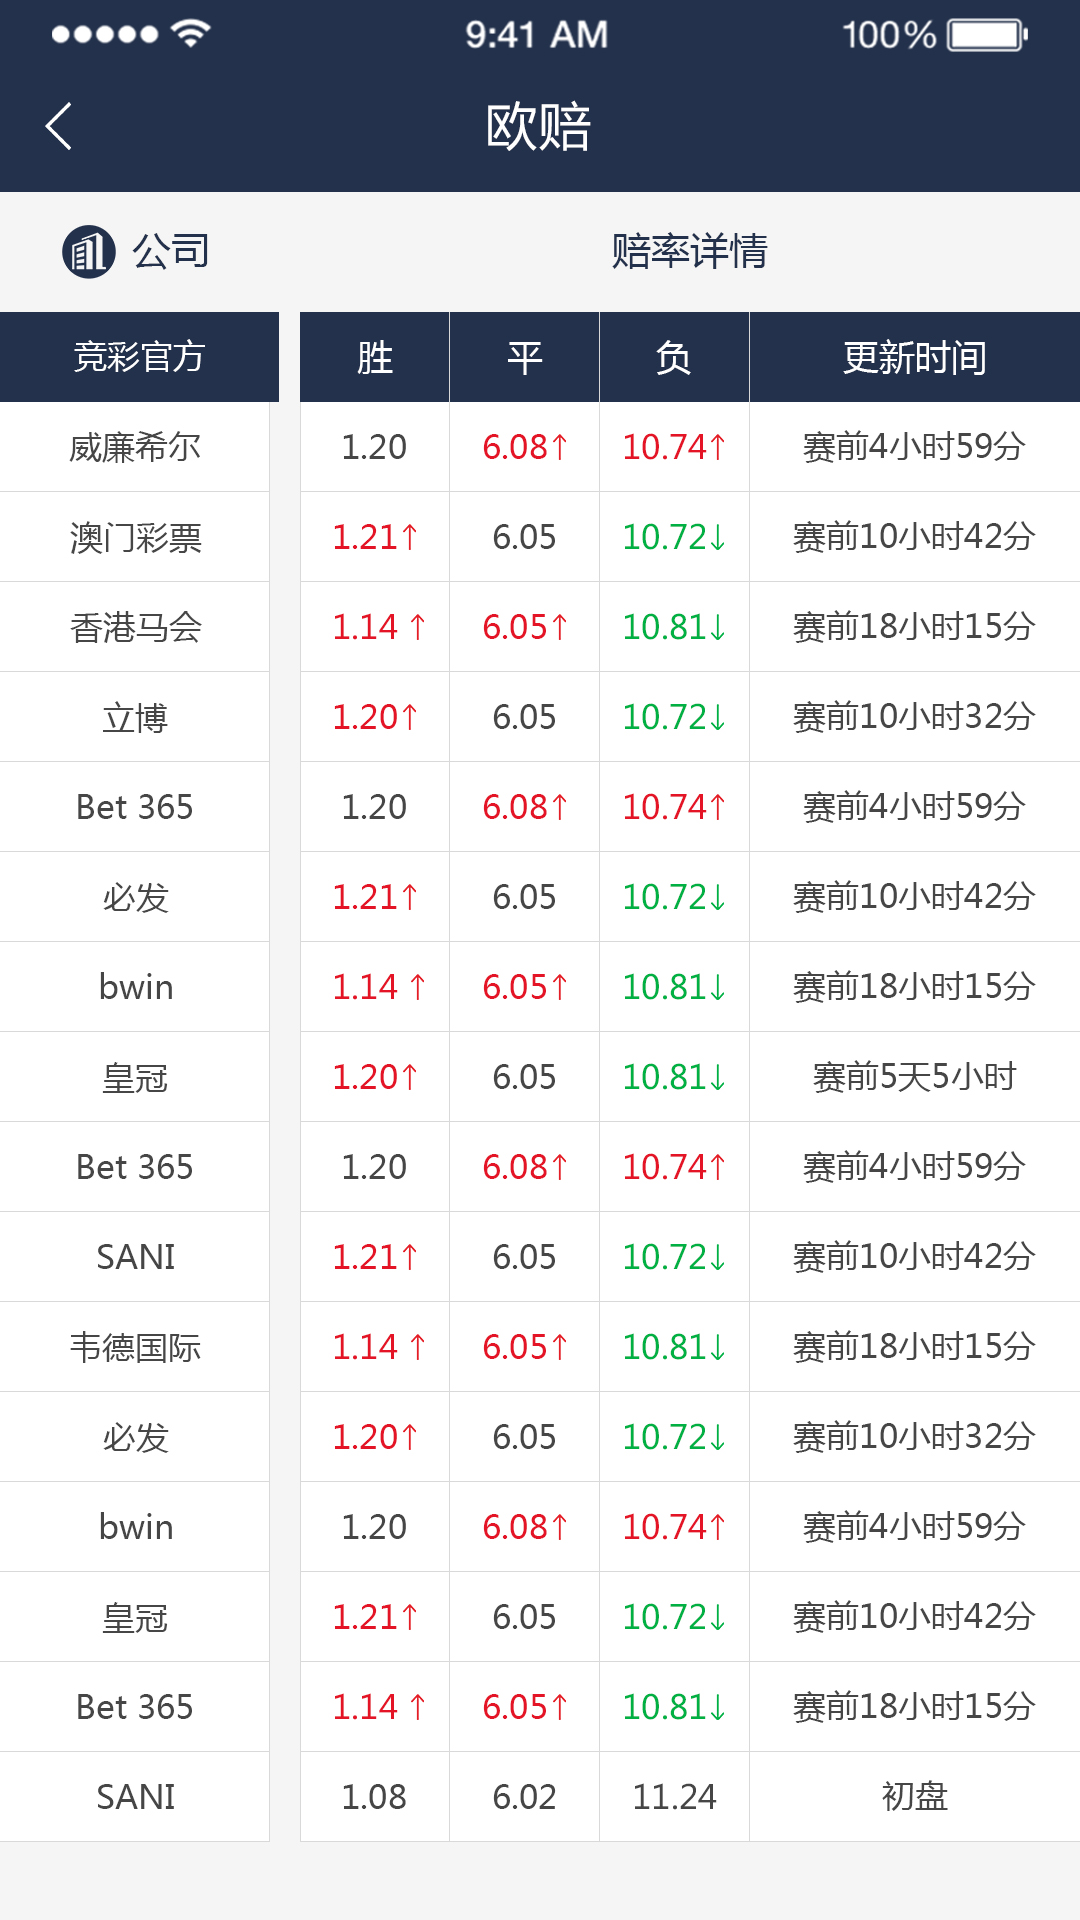 9:41 AM 100%
欧赔
公司 赔率详情
竞彩官方 胜 平 负 更新时间
威廉希尔 1.20 6.08↑ 10.74↑ 赛前4小时59分
澳门彩票 1.21↑ 6.05 10.72↓ 赛前10小时42分
香港马会 1.14 ↑ 6.05↑ 10.81↓ 赛前18小时15分
立博 1.20↑ 6.05 10.72↓ 赛前10小时32分
Bet 365 1.20 6.08↑ 10.74↑ 赛前4小时59分
必发 1.21↑ 6.05 10.72↓ 赛前10小时42分
bwin 1.14 ↑ 6.05↑ 10.81↓ 赛前18小时15分
皇冠 1.20↑ 6.05 10.81↓ 赛前5天5小时
Bet 365 1.20 6.08↑ 10.74↑ 赛前4小时59分
SANI 1.21↑ 6.05 10.72↓ 赛前10小时42分
韦德国际 1.14 ↑ 6.05↑ 10.81↓ 赛前18小时15分
必发 1.20↑ 6.05 10.72↓ 赛前10小时32分
bwin 1.20 6.08↑ 10.74↑ 赛前4小时59分
皇冠 1.21↑ 6.05 10.72↓ 赛前10小时42分
Bet 365 1.14 ↑ 6.05↑ 10.81↓ 赛前18小时15分
SANI 1.08 6.02 11.24 初盘